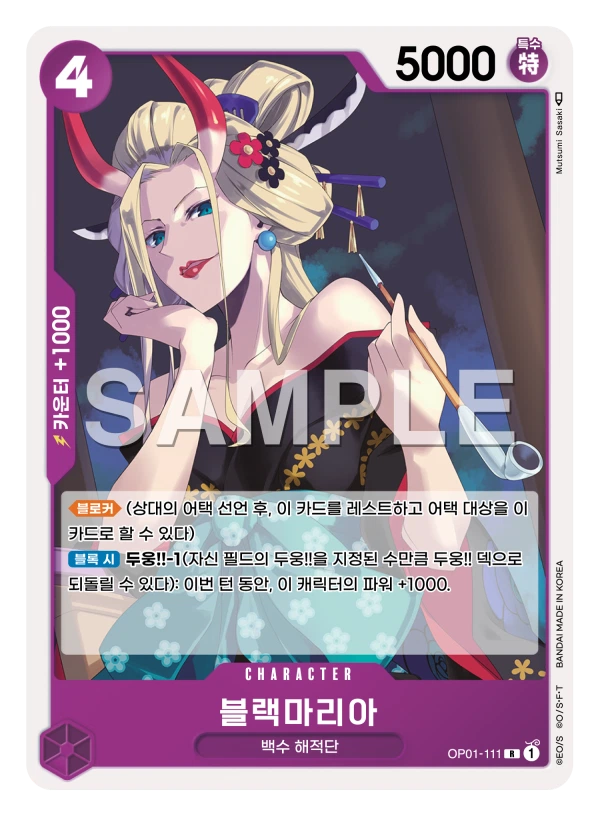 4
5000
특수
特
Mutsumi Sasaki
카운터 +1000
SAMPLE
블로커 (상대의 어택 선언 후, 이 카드를 레스트하고 어택 대상을 이
카드로 할 수 있다)
블록 시 두웅!!-1(자신 필드의 두웅!!을 지정된 수만큼 두웅!! 덱으로
되돌릴 수 있다): 이번 턴 동안, 이 캐릭터의 파워 +1000.
CHARACTER
블랙마리아
백수 해적단
OP01-111 R 1
©EO/S ©O/S·F·T BANDAI MADE IN KOREA